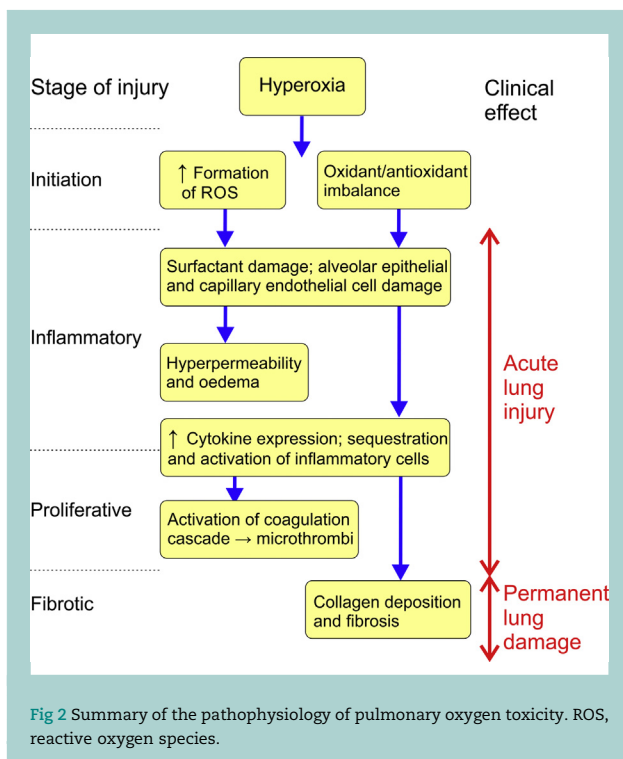 Stage of injury
Hyperoxia
Clinical
effect
Initiation
↑ Formation
of ROS
Oxidant/antioxidant
imbalance
Surfactant damage; alveolar epithelial
and capillary endothelial cell damage
Inflammatory
Hyperpermeability
and oedema
Acute
lung
injury
↑ Cytokine expression; sequestration
and activation of inflammatory cells
Proliferative
Activation of coagulation
cascade → microthrombi
Fibrotic
Collagen deposition
and fibrosis
Permanent
lung
damage
Fig 2 Summary of the pathophysiology of pulmonary oxygen toxicity. ROS,
reactive oxygen species.